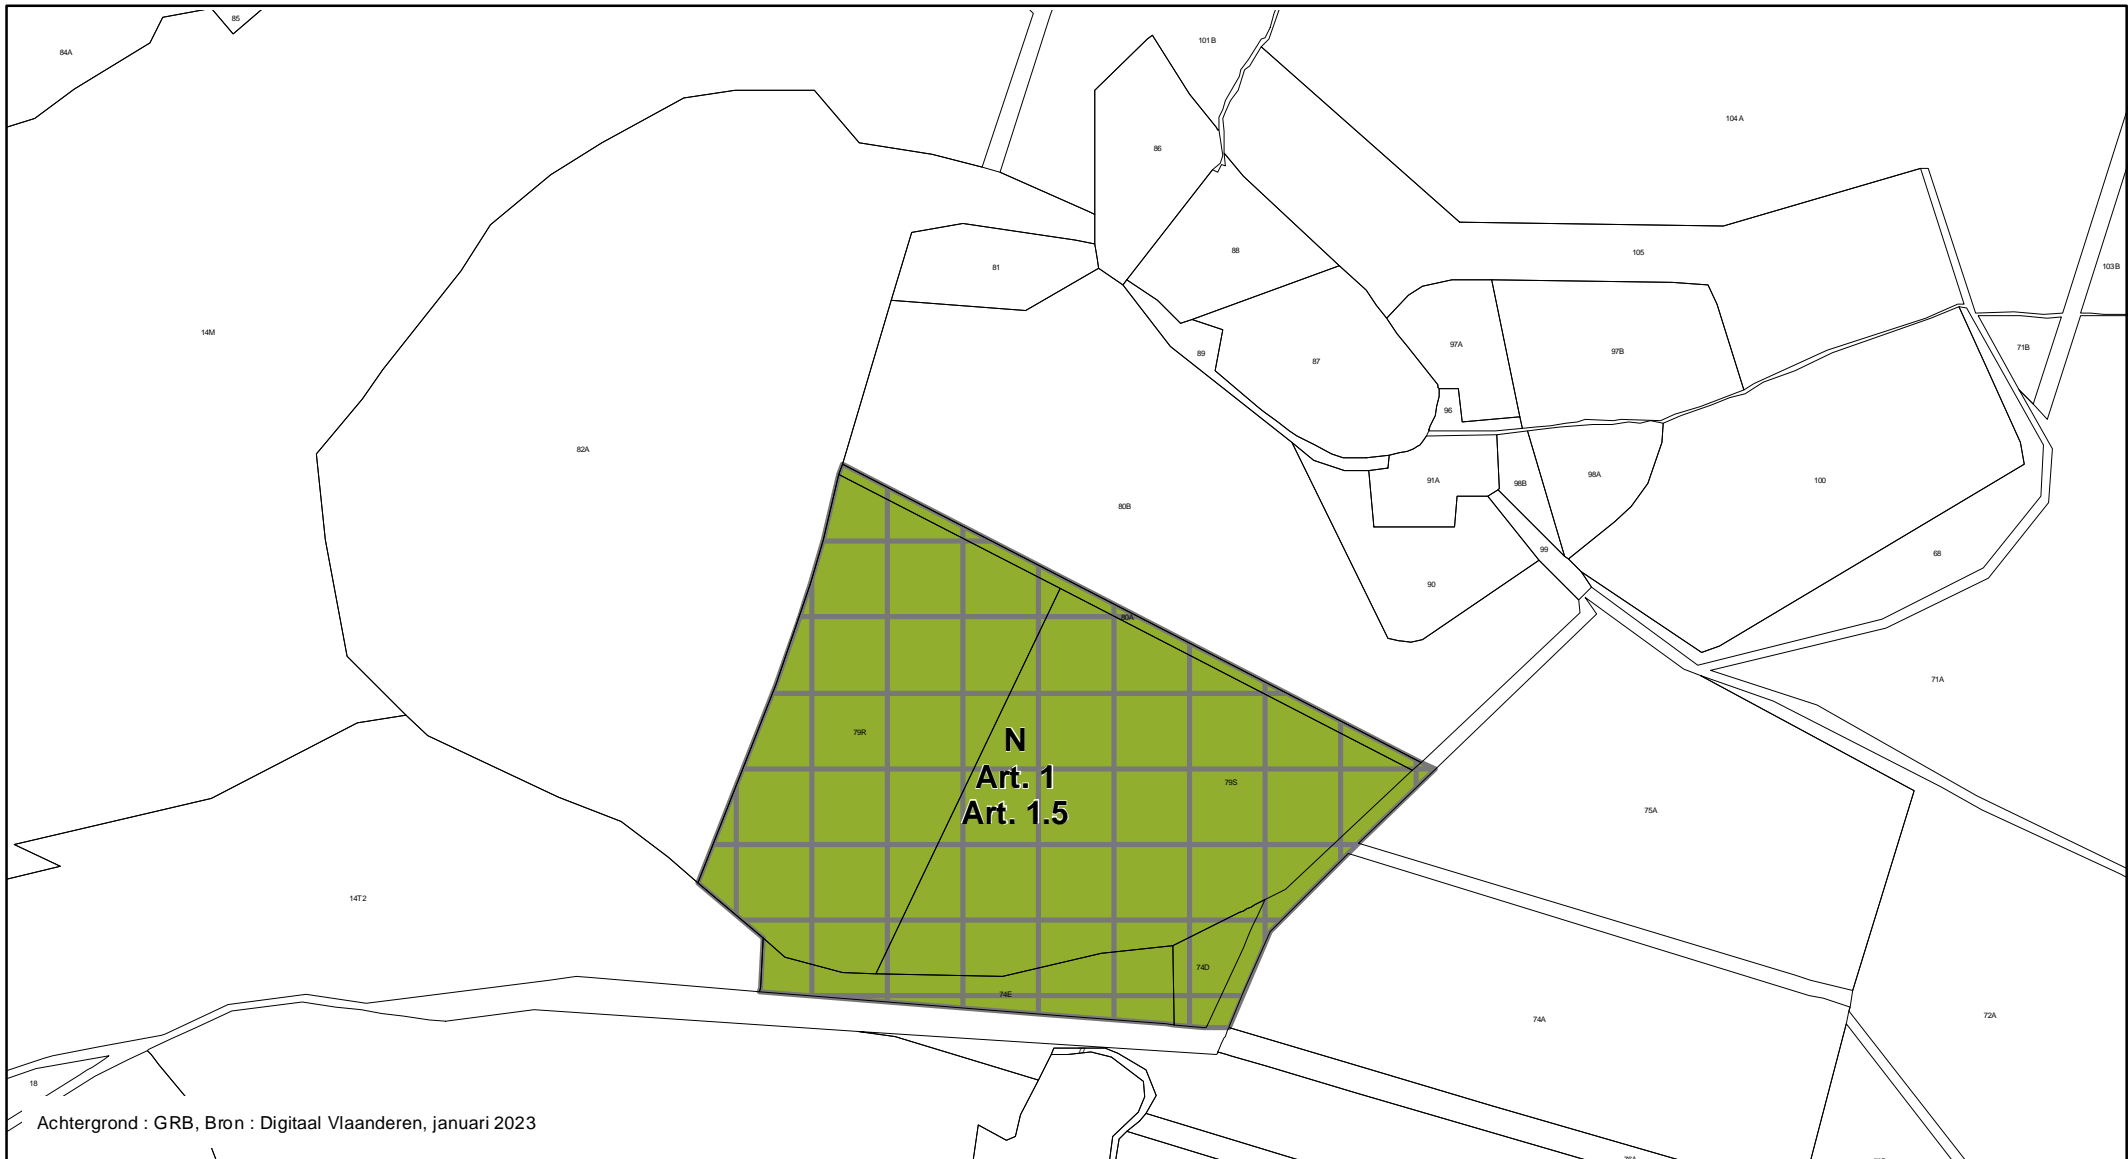 85
84A
101B
104A
86
88
105
81
103B
14M
89
87
97A
97B
71B
96
82A
91A
98B
98A
100
80B
99
68
90
80A
71A
79R
N
Art. 1
79S
Art. 1.5
75A
14T2
74D
74E
74A
72A
18
Achtergrond : GRB, Bron : Digitaal Vlaanderen, januari 2023